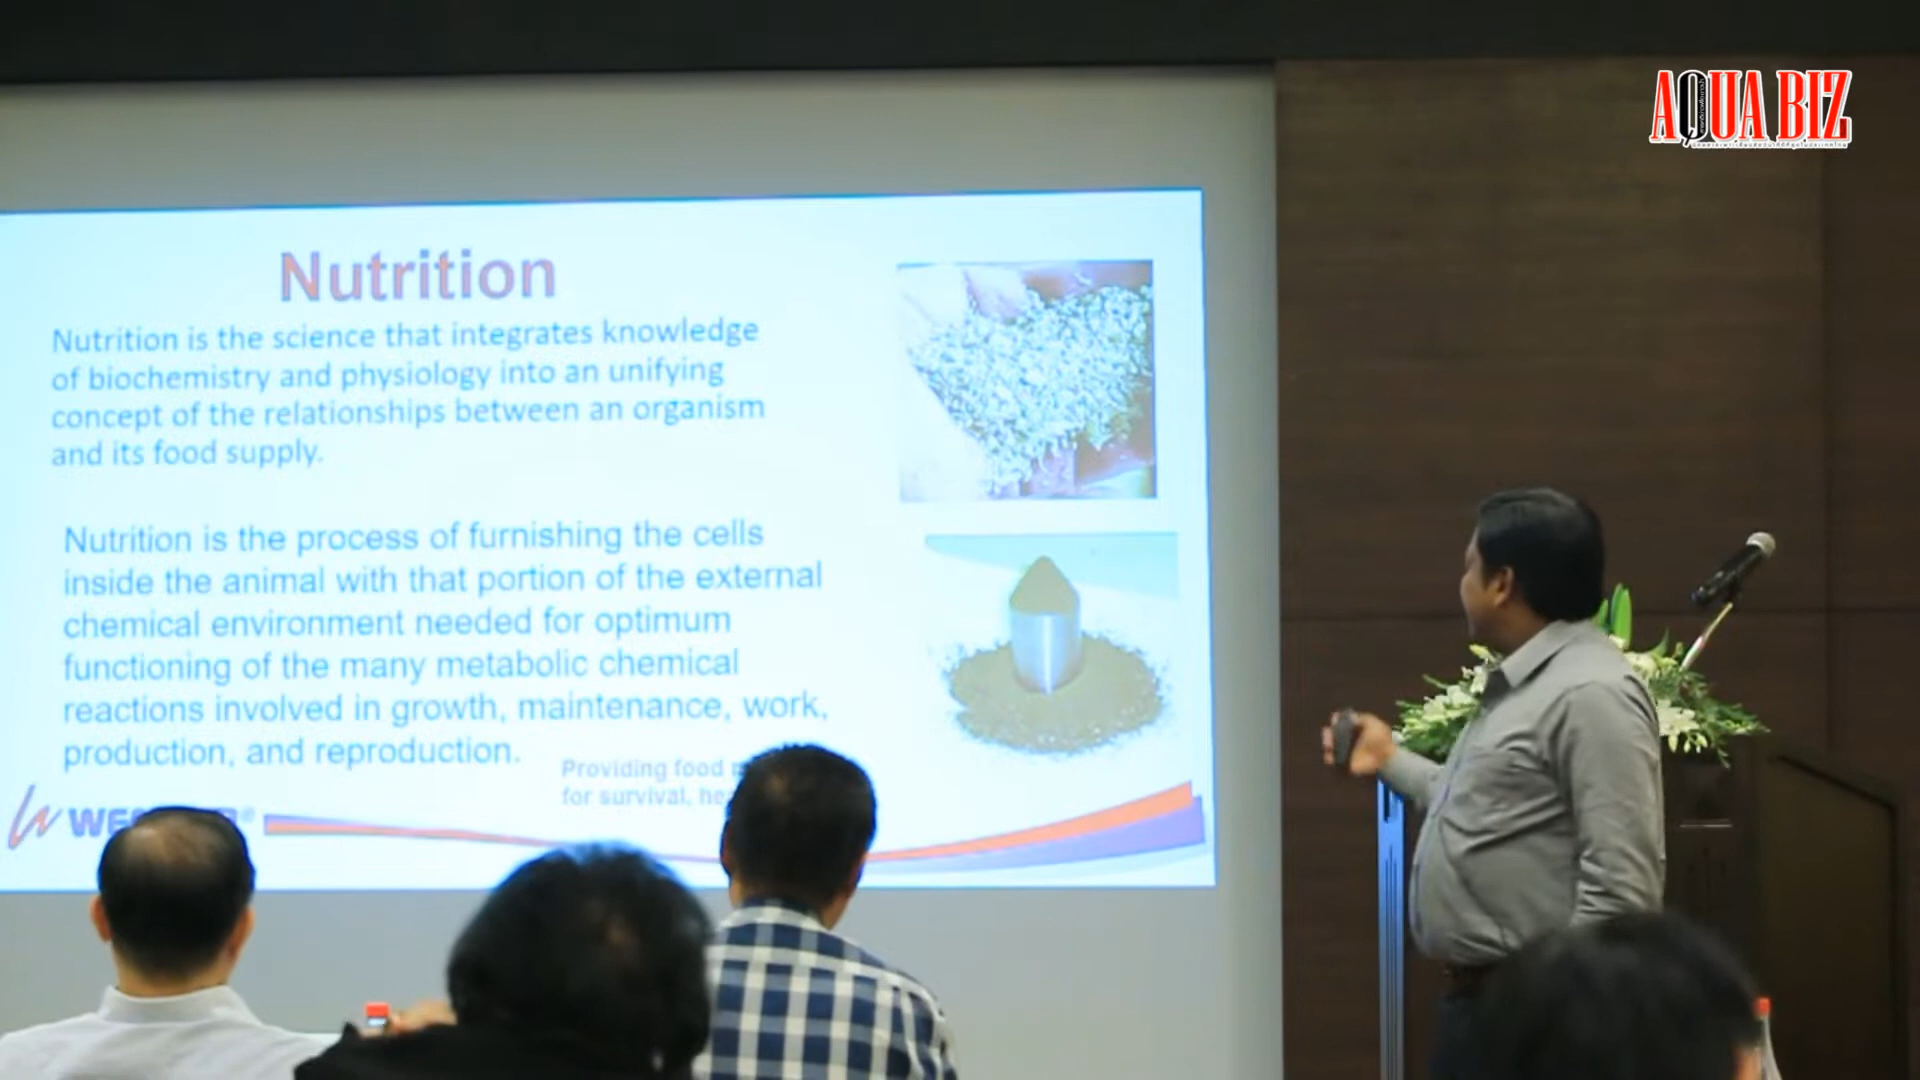 AQUA BIZ
Nutrition
Nutrition is the science that integrates knowledge
of biochemistry and physiology into an unifying
concept of the relationships between an organism
and its food supply.
Nutrition is the process of furnishing the cells
inside the animal with that portion of the external
chemical environment needed for optimum
functioning of the many metabolic chemical
reactions involved in growth, maintenance, work,
production, and reproduction.
Providing food
for survival,